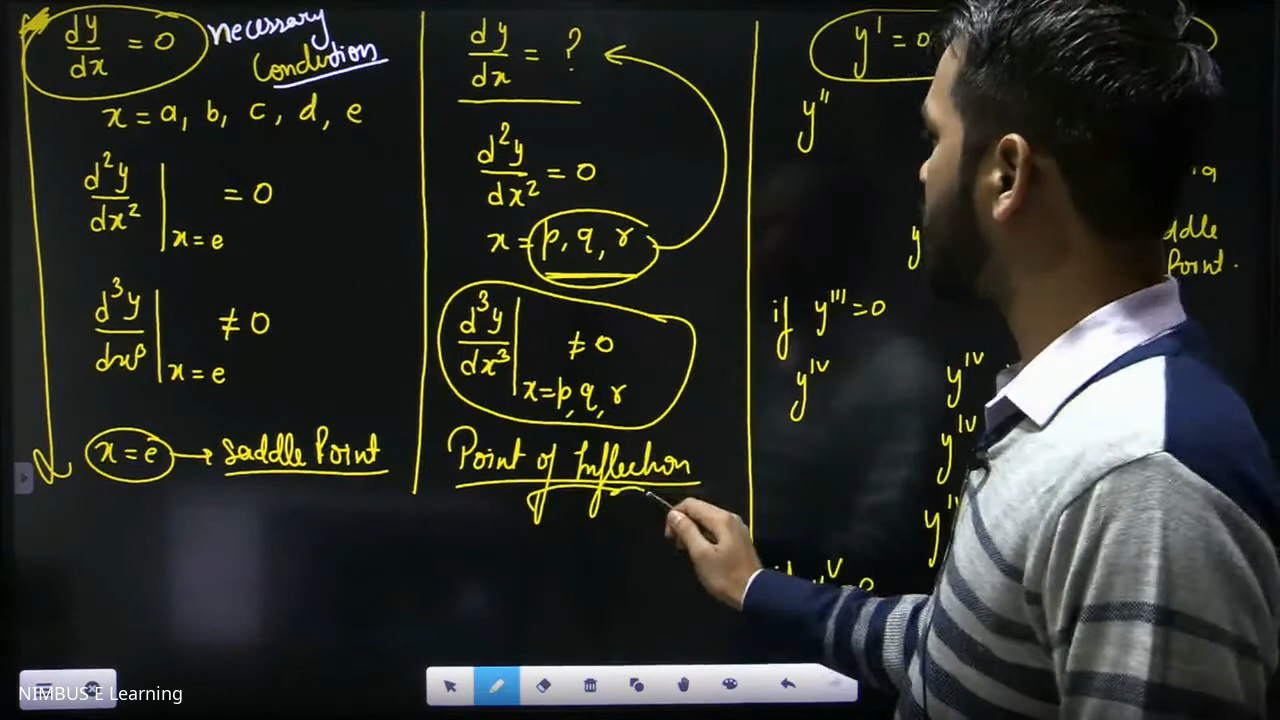 dy/dx = 0 necessary Condition
x = a, b, c, d, e
d²y/dx² | x=e = 0
d³y/dx³ | x=e ≠ 0
x = e → Saddle Point
dy/dx = ?
d²y/dx² = 0
x = p, q, r
d³y/dx³ | x=p,q,r ≠ 0
Point of Inflection
y' = 0
y''
y
ddle
Point.
if y''' = 0
y^IV y^IV
y^IV
NIMBUS E Learning